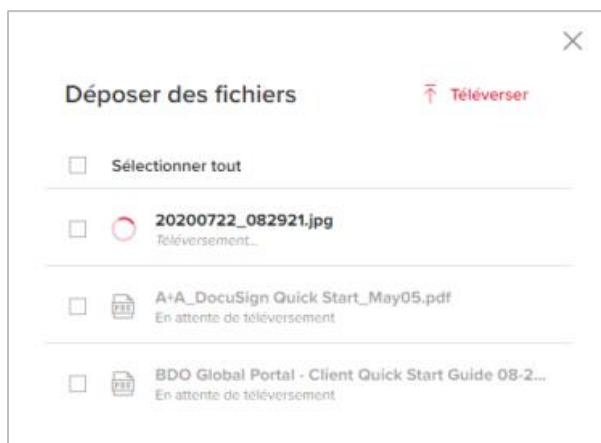 Déposer des fichiers
Téléverser
Sélectionner tout
20200722_082921.jpg
Téléversement...
A+A_DocuSign Quick Start_May05.pdf
En attente de téléversement
BDO Global Portal - Client Quick Start Guide 08-2...
En attente de téléversement